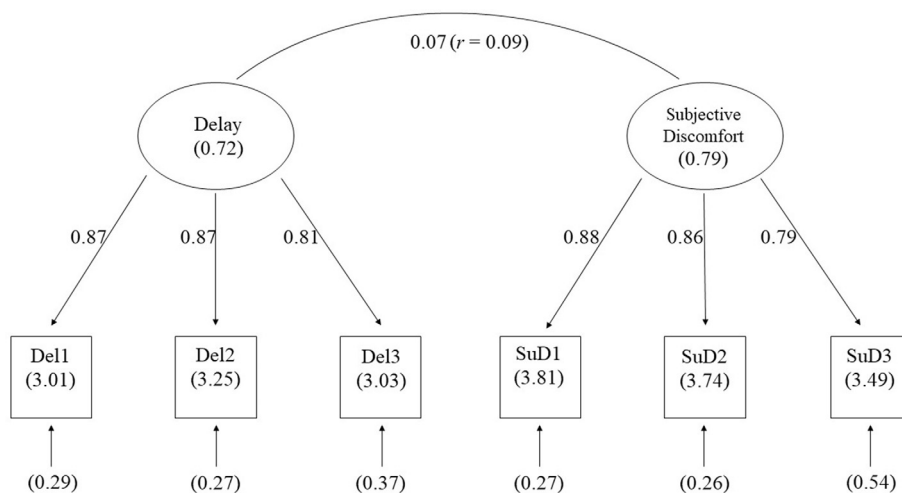 0.07 (r = 0.09)
Delay
(0.72)
Subjective
Discomfort
(0.79)
0.87
0.87
0.81
0.88
0.86
0.79
Del1
(3.01)
Del2
(3.25)
Del3
(3.03)
SuD1
(3.81)
SuD2
(3.74)
SuD3
(3.49)
(0.29)
(0.27)
(0.37)
(0.27)
(0.26)
(0.54)